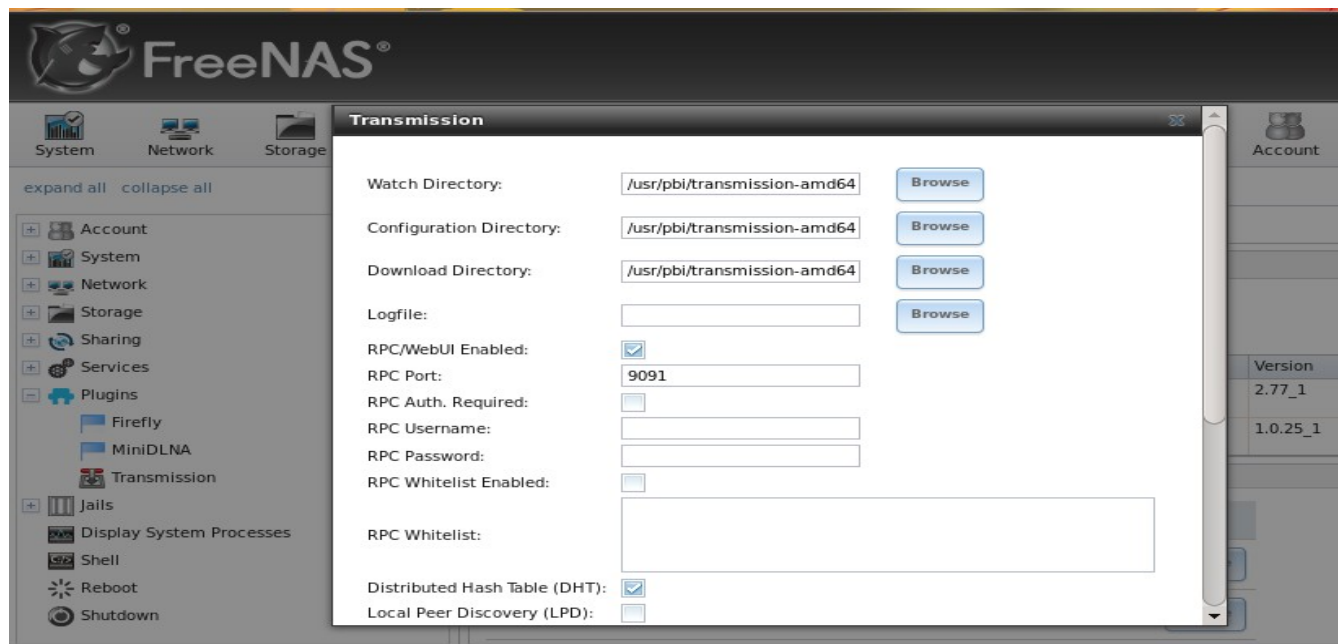 FreeNAS®
System Network Storage
Account
expand all collapse all
Account
System
Network
Storage
Sharing
Services
Plugins
Firefly
MiniDLNA
Transmission
Jails
Display System Processes
Shell
Reboot
Shutdown
Transmission
Watch Directory: /usr/pbi/transmission-amd64 Browse
Configuration Directory: /usr/pbi/transmission-amd64 Browse
Download Directory: /usr/pbi/transmission-amd64 Browse
Logfile: Browse
RPC/WebUI Enabled:
RPC Port: 9091
RPC Auth. Required:
RPC Username:
RPC Password:
RPC Whitelist Enabled:
RPC Whitelist:
Distributed Hash Table (DHT):
Local Peer Discovery (LPD):
Version
2.77_1
1.0.25_1